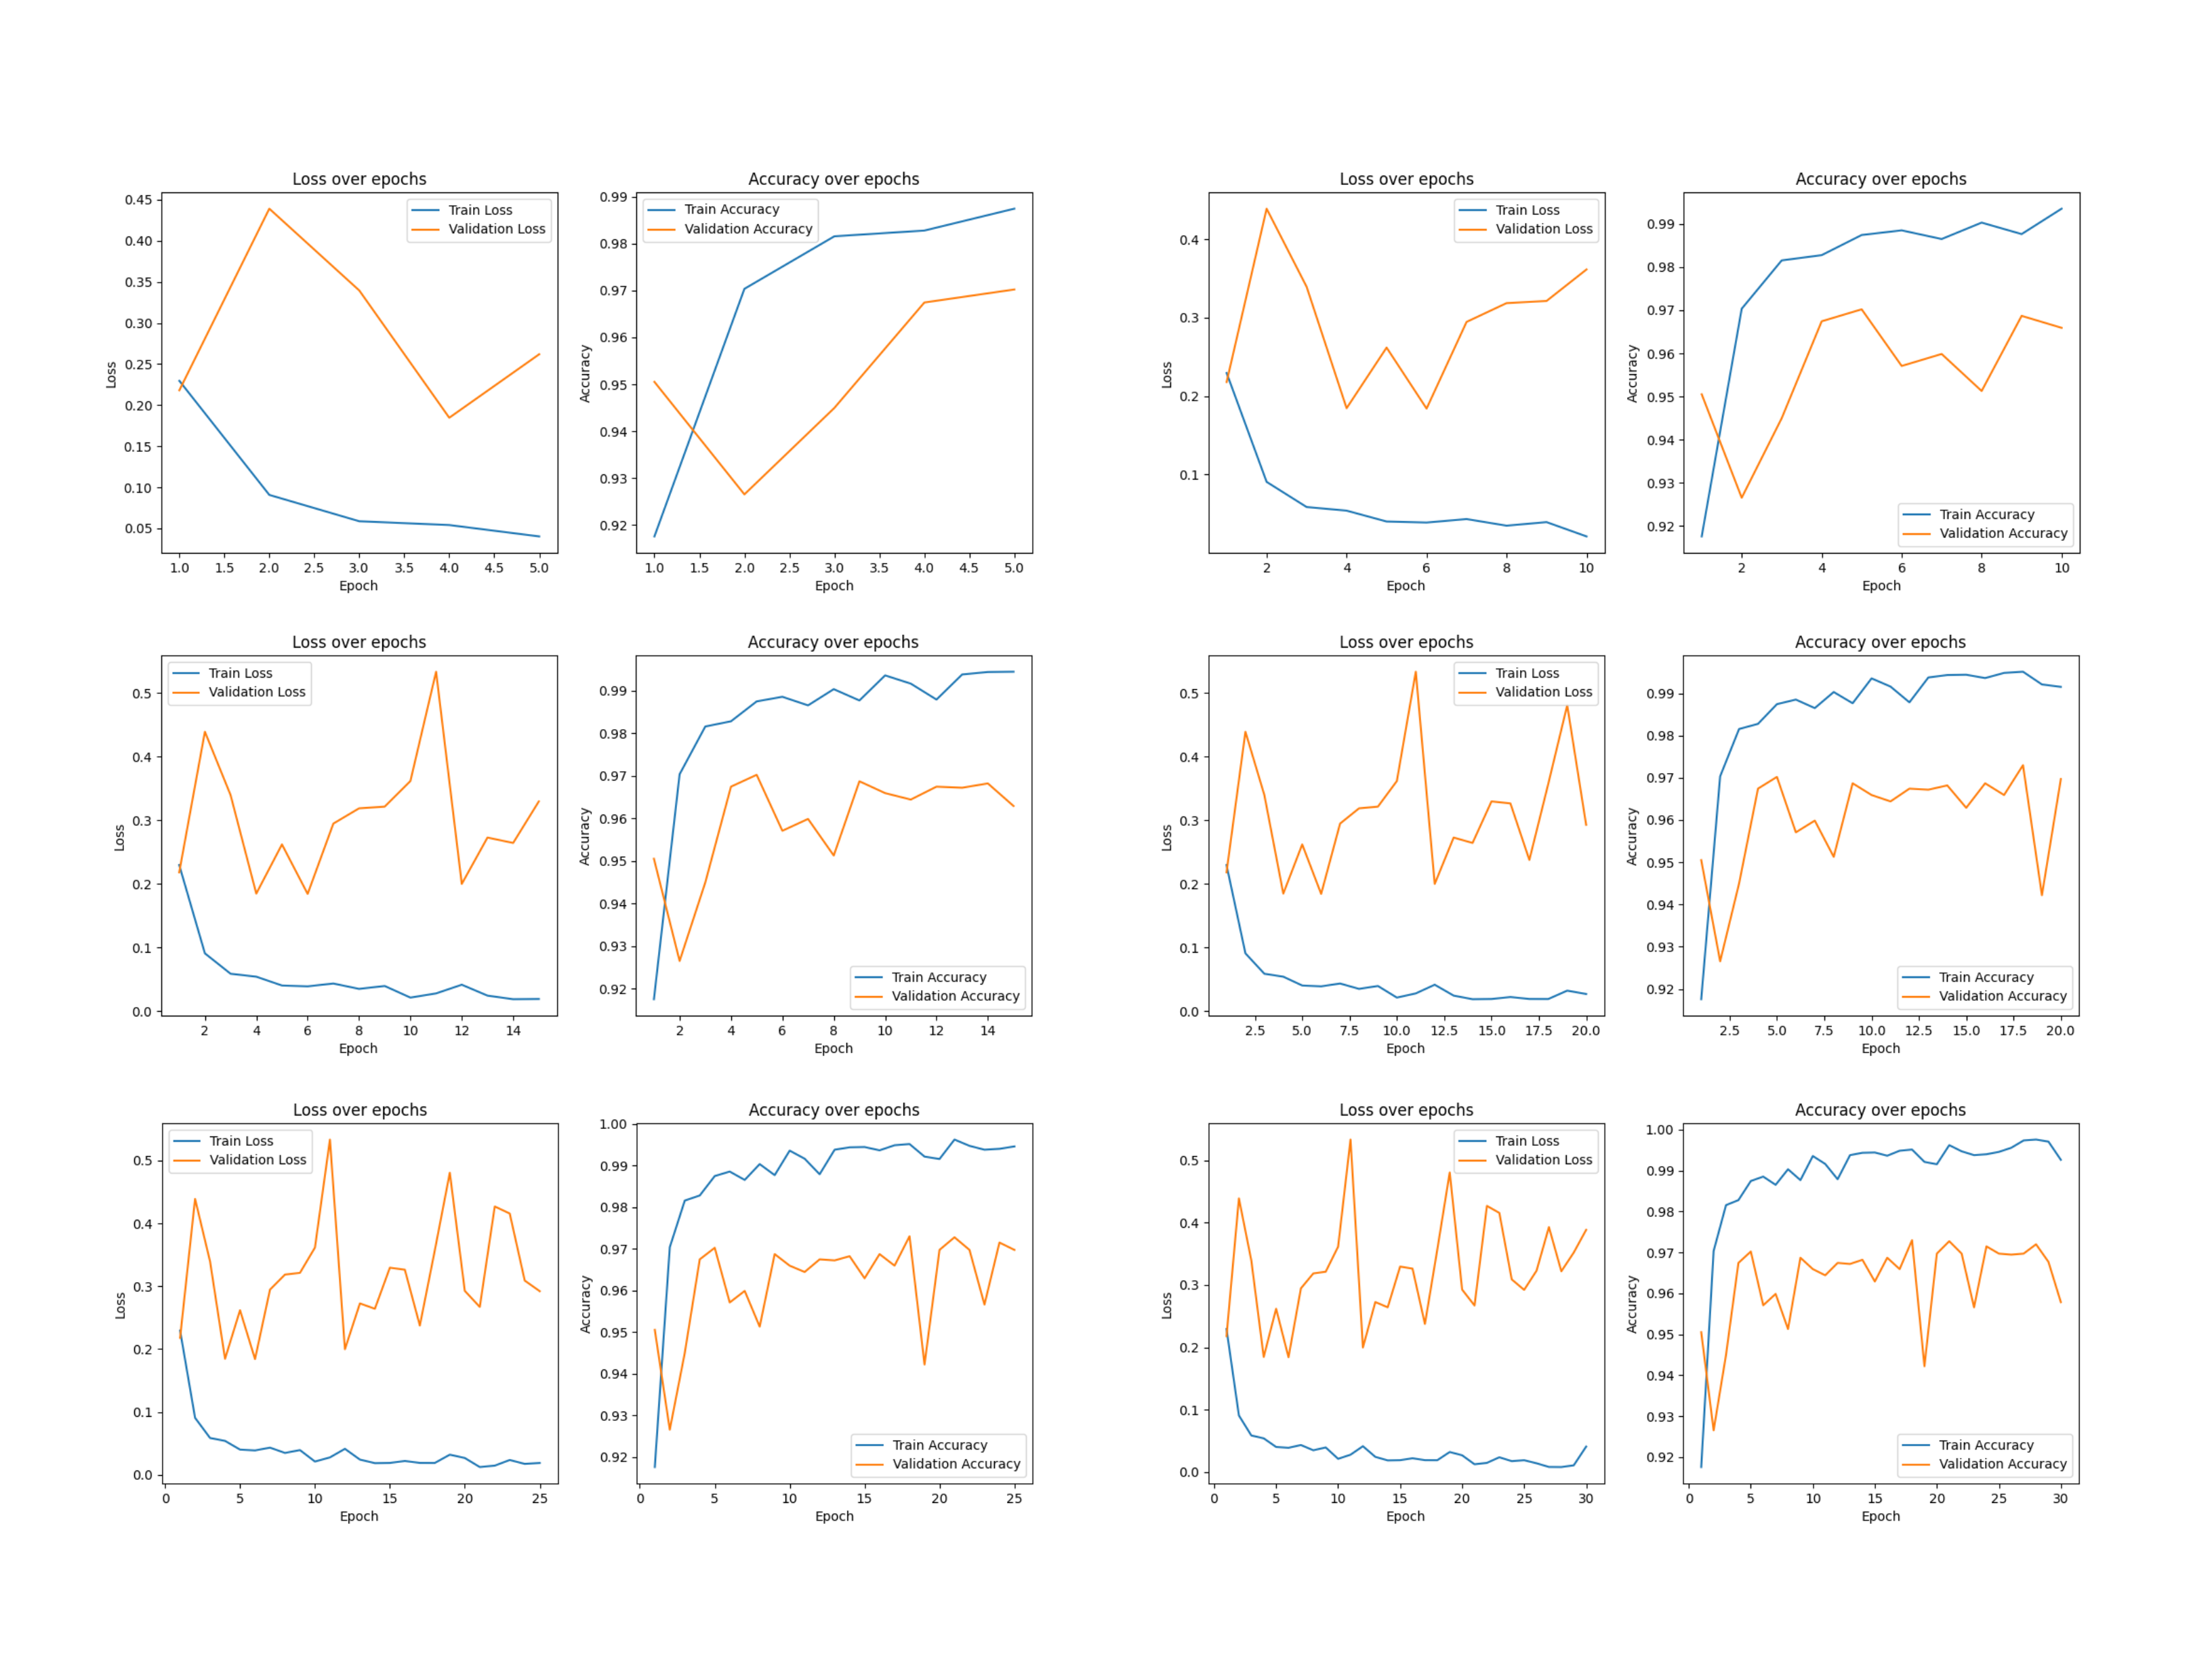 Loss over epochs
0.45
0.40
0.35
0.30
0.25
0.20
0.15
0.10
0.05
Loss
Train Loss
Validation Loss
1.0 1.5 2.0 2.5 3.0 3.5 4.0 4.5 5.0
Epoch
Accuracy over epochs
0.99
0.98
0.97
0.96
0.95
0.94
0.93
0.92
Accuracy
Train Accuracy
Validation Accuracy
1.0 1.5 2.0 2.5 3.0 3.5 4.0 4.5 5.0
Epoch
Loss over epochs
0.4
0.3
0.2
0.1
Loss
Train Loss
Validation Loss
2 4 6 8 10
Epoch
Accuracy over epochs
0.99
0.98
0.97
0.96
0.95
0.94
0.93
0.92
Accuracy
Train Accuracy
Validation Accuracy
2 4 6 8 10
Epoch
Loss over epochs
0.5
0.4
0.3
0.2
0.1
0.0
Loss
Train Loss
Validation Loss
2 4 6 8 10 12 14
Epoch
Accuracy over epochs
0.99
0.98
0.97
0.96
0.95
0.94
0.93
0.92
Accuracy
Train Accuracy
Validation Accuracy
2 4 6 8 10 12 14
Epoch
Loss over epochs
0.5
0.4
0.3
0.2
0.1
0.0
Loss
Train Loss
Validation Loss
2.5 5.0 7.5 10.0 12.5 15.0 17.5 20.0
Epoch
Accuracy over epochs
0.99
0.98
0.97
0.96
0.95
0.94
0.93
0.92
Accuracy
Train Accuracy
Validation Accuracy
2.5 5.0 7.5 10.0 12.5 15.0 17.5 20.0
Epoch
Loss over epochs
0.5
0.4
0.3
0.2
0.1
0.0
Loss
Train Loss
Validation Loss
0 5 10 15 20 25
Epoch
Accuracy over epochs
1.00
0.99
0.98
0.97
0.96
0.95
0.94
0.93
0.92
Accuracy
Train Accuracy
Validation Accuracy
0 5 10 15 20 25
Epoch
Loss over epochs
0.5
0.4
0.3
0.2
0.1
0.0
Loss
Train Loss
Validation Loss
0 5 10 15 20 25 30
Epoch
Accuracy over epochs
1.00
0.99
0.98
0.97
0.96
0.95
0.94
0.93
0.92
Accuracy
Train Accuracy
Validation Accuracy
0 5 10 15 20 25 30
Epoch